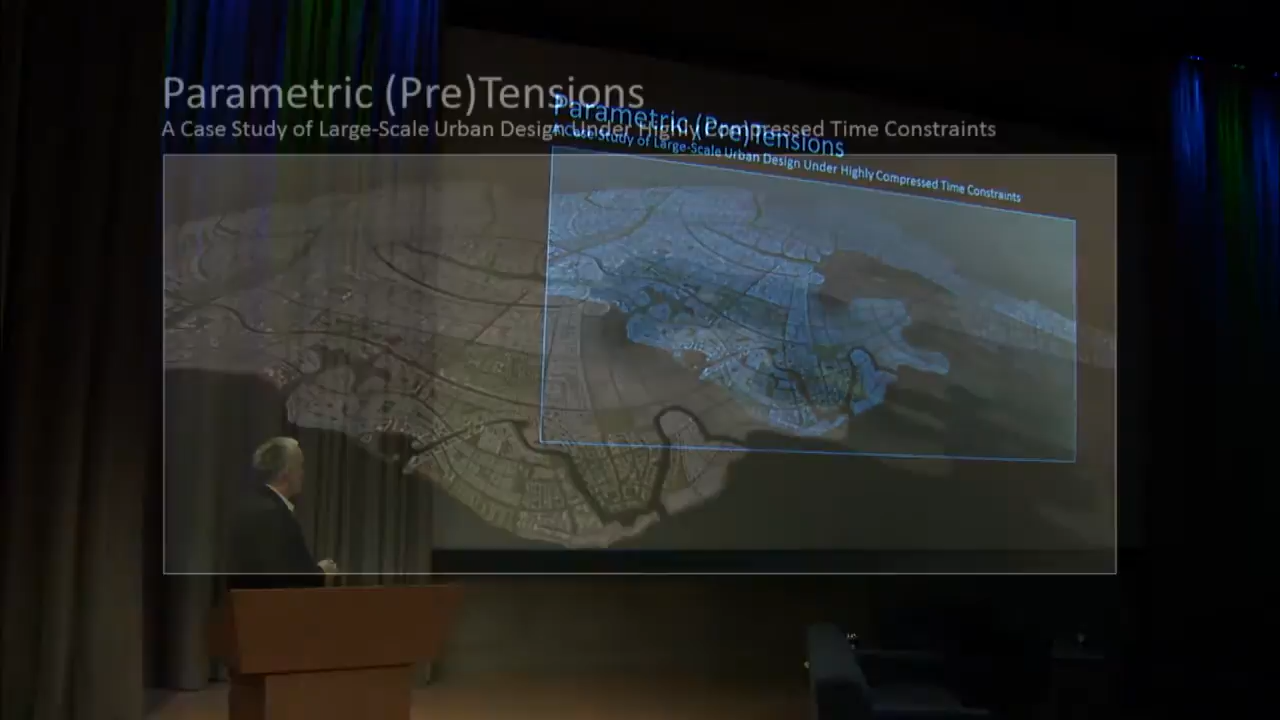 Parametric (Pre)Tensions
A Case Study of Large-Scale Urban Design Under Highly Compressed Time Constraints
Parametric (Pre)Tensions
A Case Study of Large-Scale Urban Design Under Highly Compressed Time Constraints